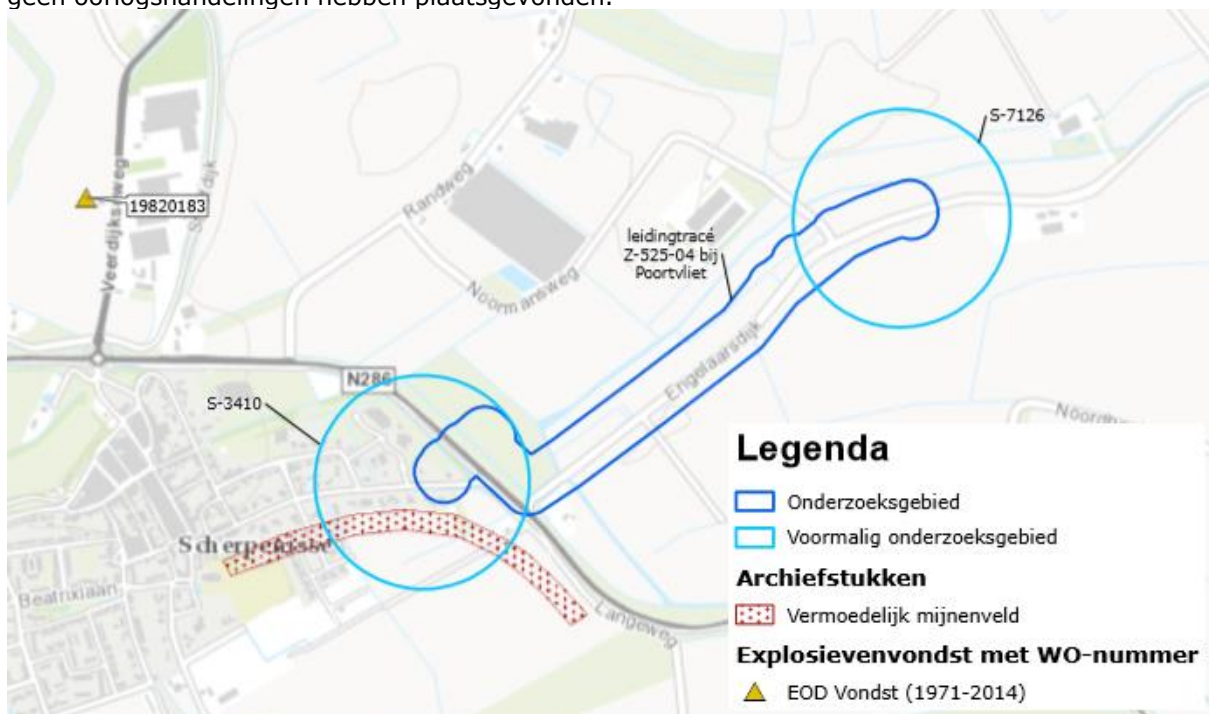 geen oorlogshandelingen hebben plaatsgevonden.
S-7126
19820183
Veerdijkseweg
Randweg
leidingtracé
Z-525-04 bij
Poortvliet
Noormansweg
Engelaarsdijk
N286
S-3410
Scherpenisse
Beatrixlaan
Langeweg
Legenda
Onderzoeksgebied
Voormalig onderzoeksgebied
Archiefstukken
Vermoedelijk mijnenveld
Explosievenvondst met WO-nummer
EOD Vondst (1971-2014)